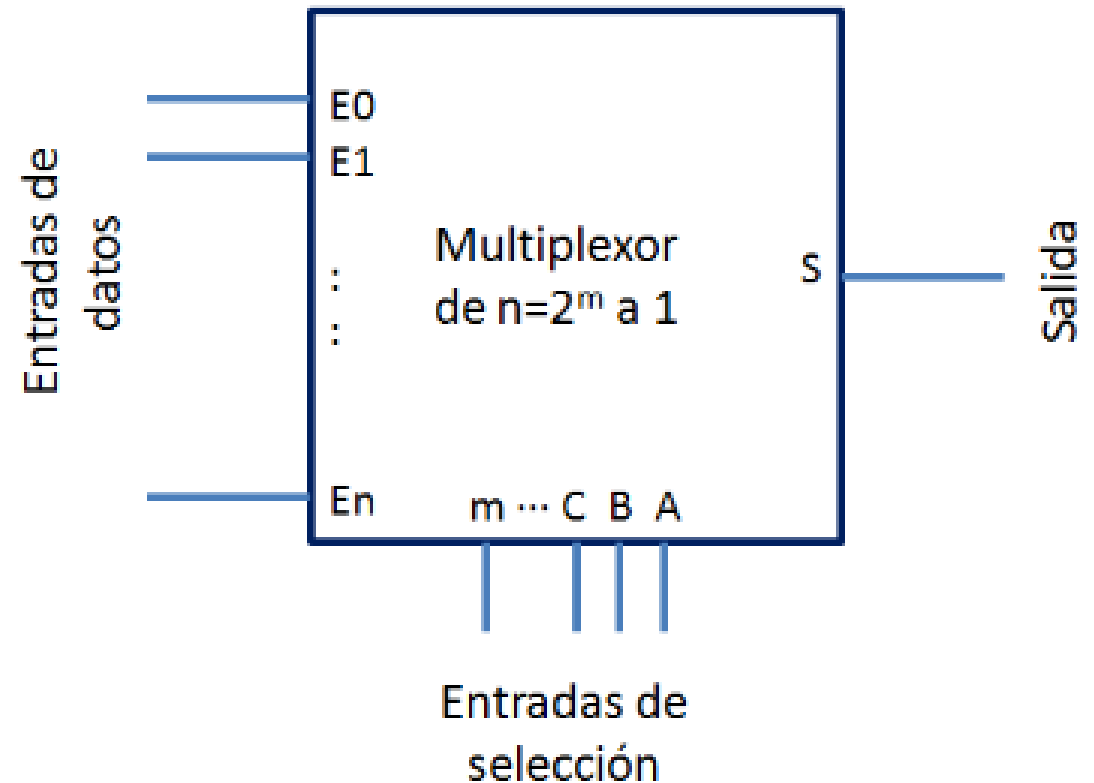 Entradas de
datos
E0
E1
:
:
En
Multiplexor
de n=2ᵐ a 1
S
Salida
m ... C B A
Entradas de
selección